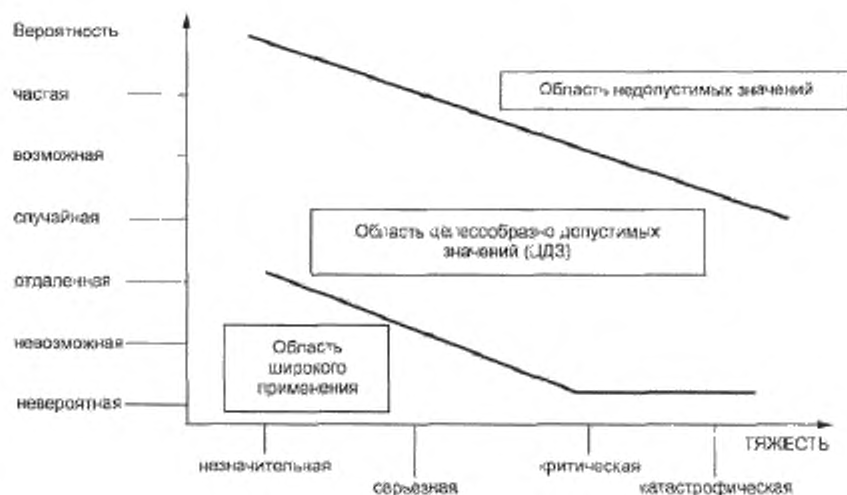 Вероятность
частая
Область недопустимых значений
возможная
случайная
Область целесообразно допустимых
значений (ЦДЗ)
отдаленная
невозможная
Область
широкого
применения
невероятная
ТЯЖЕСТЬ
незначительная
серьезная
критическая
катастрофическая